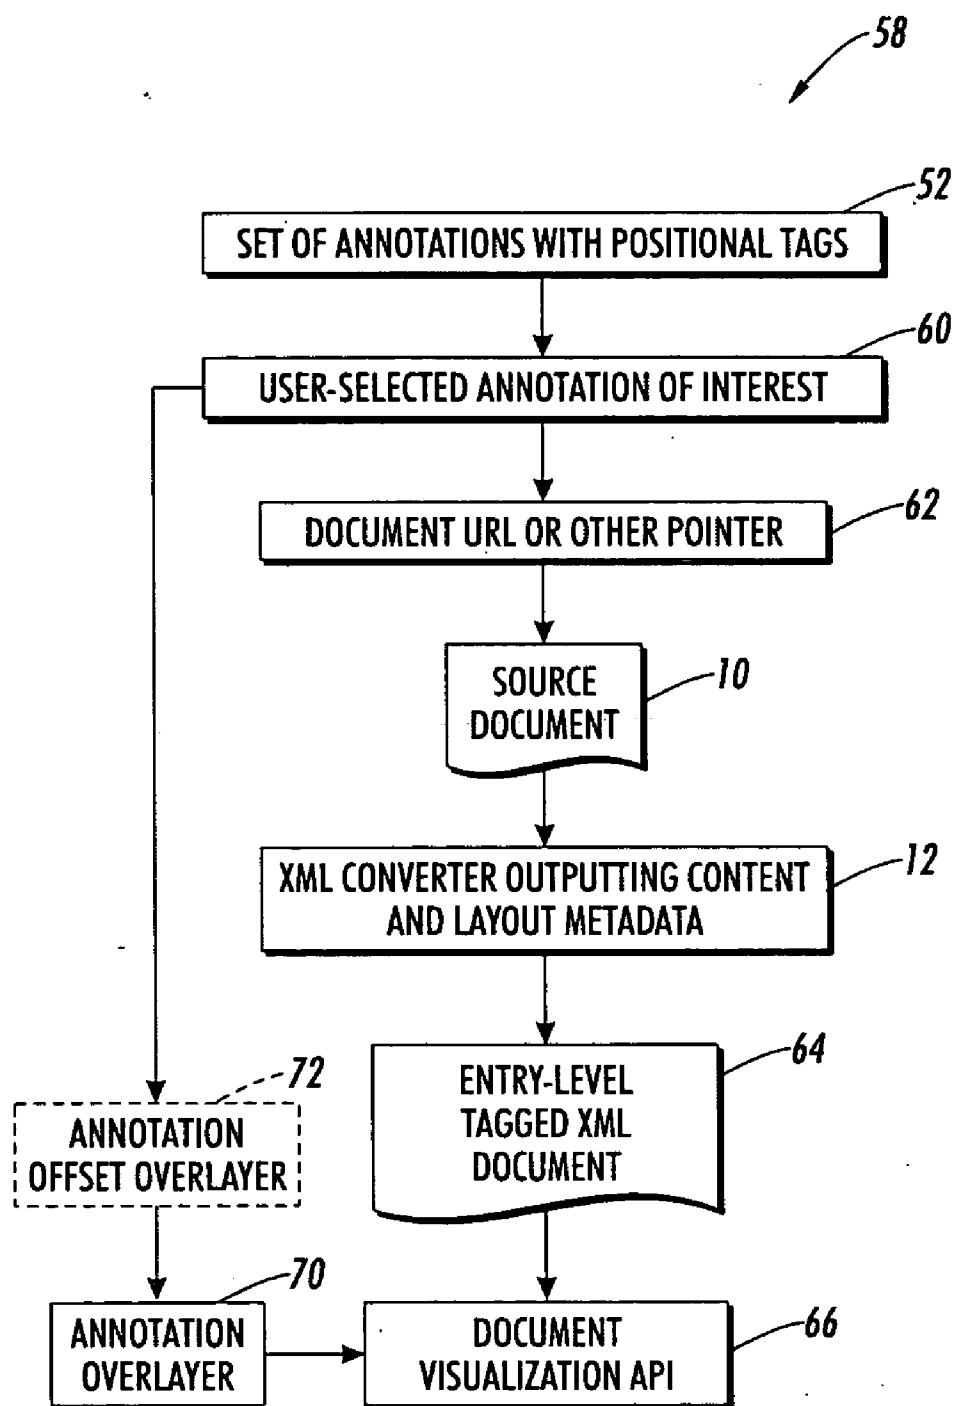 58
52
SET OF ANNOTATIONS WITH POSITIONAL TAGS
60
USER-SELECTED ANNOTATION OF INTEREST
62
DOCUMENT URL OR OTHER POINTER
10
SOURCE
DOCUMENT
12
XML CONVERTER OUTPUTTING CONTENT
AND LAYOUT METADATA
64
ENTRY-LEVEL
TAGGED XML
DOCUMENT
72
ANNOTATION
OFFSET OVERLAYER
70
ANNOTATION
OVERLAYER
66
DOCUMENT
VISUALIZATION API